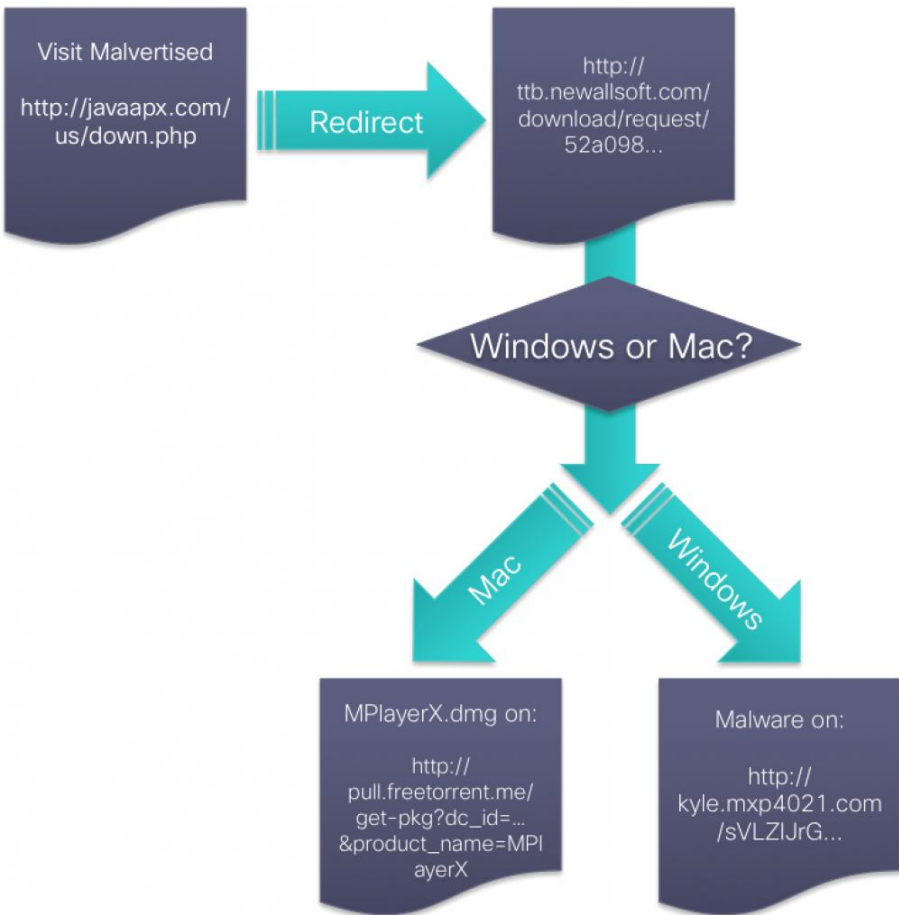 Visit Malvertised
http://javaapx.com/
us/down.php
Redirect
http://
ttb.newallsoft.com/
download/request/
52a098...
Windows or Mac?
Mac
Windows
MPlayerX.dmg on:
http://
pull.freetorrent.me/
get-pkg?dc_id=...
&product_name=MPl
ayerX
Malware on:
http://
kyle.mxp4021.com
/sVLZIJrG...